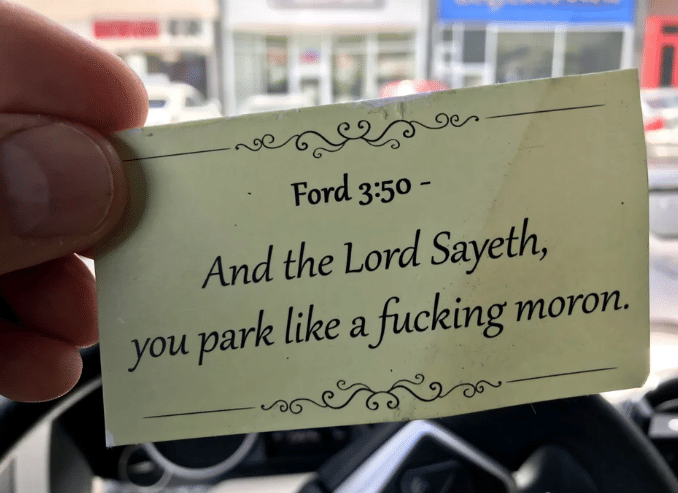 Ford 3:50 -
And the Lord Sayeth,
you park like a fucking moron.